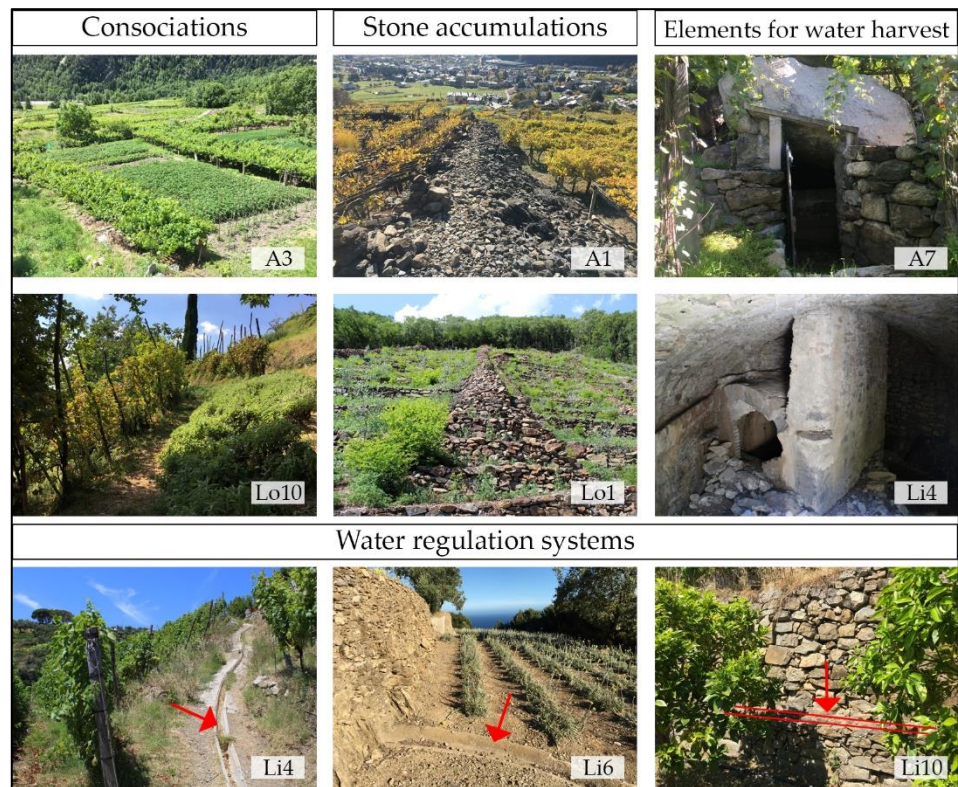 Consociations
Stone accumulations
Elements for water harvest
A3
A1
A7
Lo10
Lo1
Li4
Water regulation systems
Li4
Li6
Li10